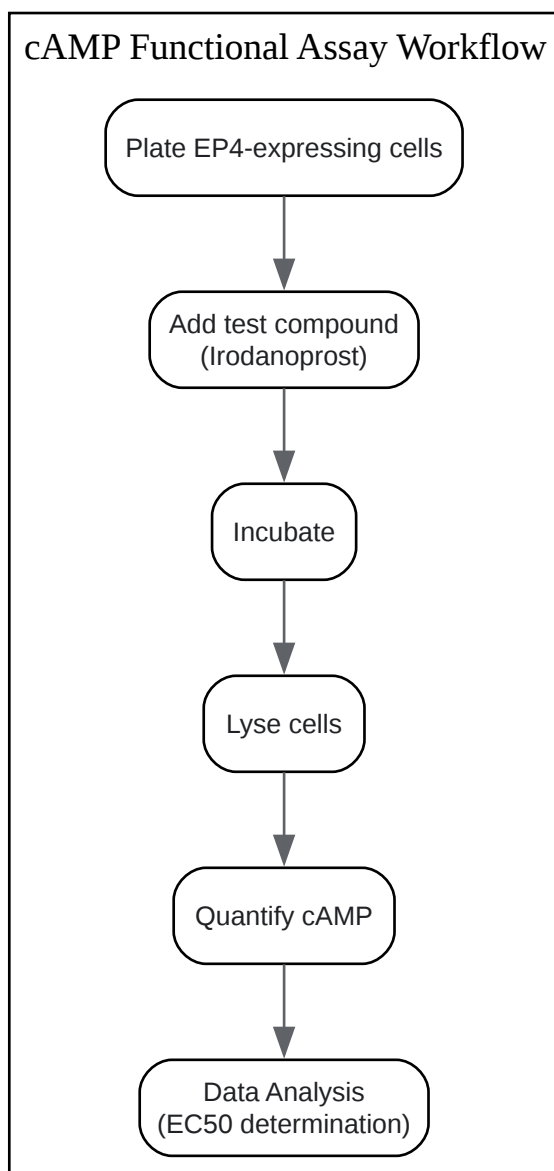 cAMP Functional Assay Workflow
Plate EP4-expressing cells
Add test compound
(Irodanoprost)
Incubate
Lyse cells
Quantify cAMP
Data Analysis
(EC50 determination)